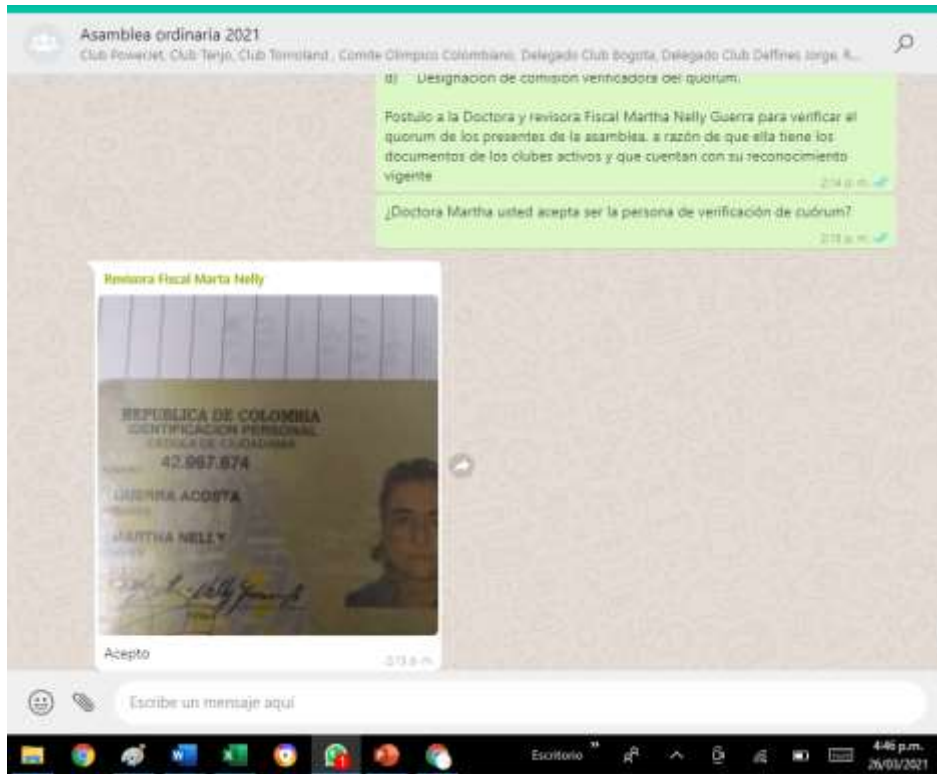 Asamblea ordinaria 2021
Club PowerJet, Club Tenjo, Club Tornoland, Comite Olimpico Colombiano, Delegado Club Bogota, Delegado Club Delfines Jorge, R...
d) Designación de comisión verificadora del quorum.
Postulo a la Doctora y revisora Fiscal Martha Nelly Guerra para verificar el
quorum de los presentes de la asamblea, a razón de que ella tiene los
documentos de los clubes activos y que cuentan con su reconocimiento
vigente
¿Doctora Martha usted acepta ser la persona de verificación de cuórum?
Revisora Fiscal Marta Nelly
REPUBLICA DE COLOMBIA
IDENTIFICACION PERSONAL
CEDULA DE CIUDADANIA
42.967.674
GUERRA ACOSTA
MARTHA NELLY
Acepto
Escribe un mensaje aquí
Escritorio
4:46 p.m.
26/03/2021